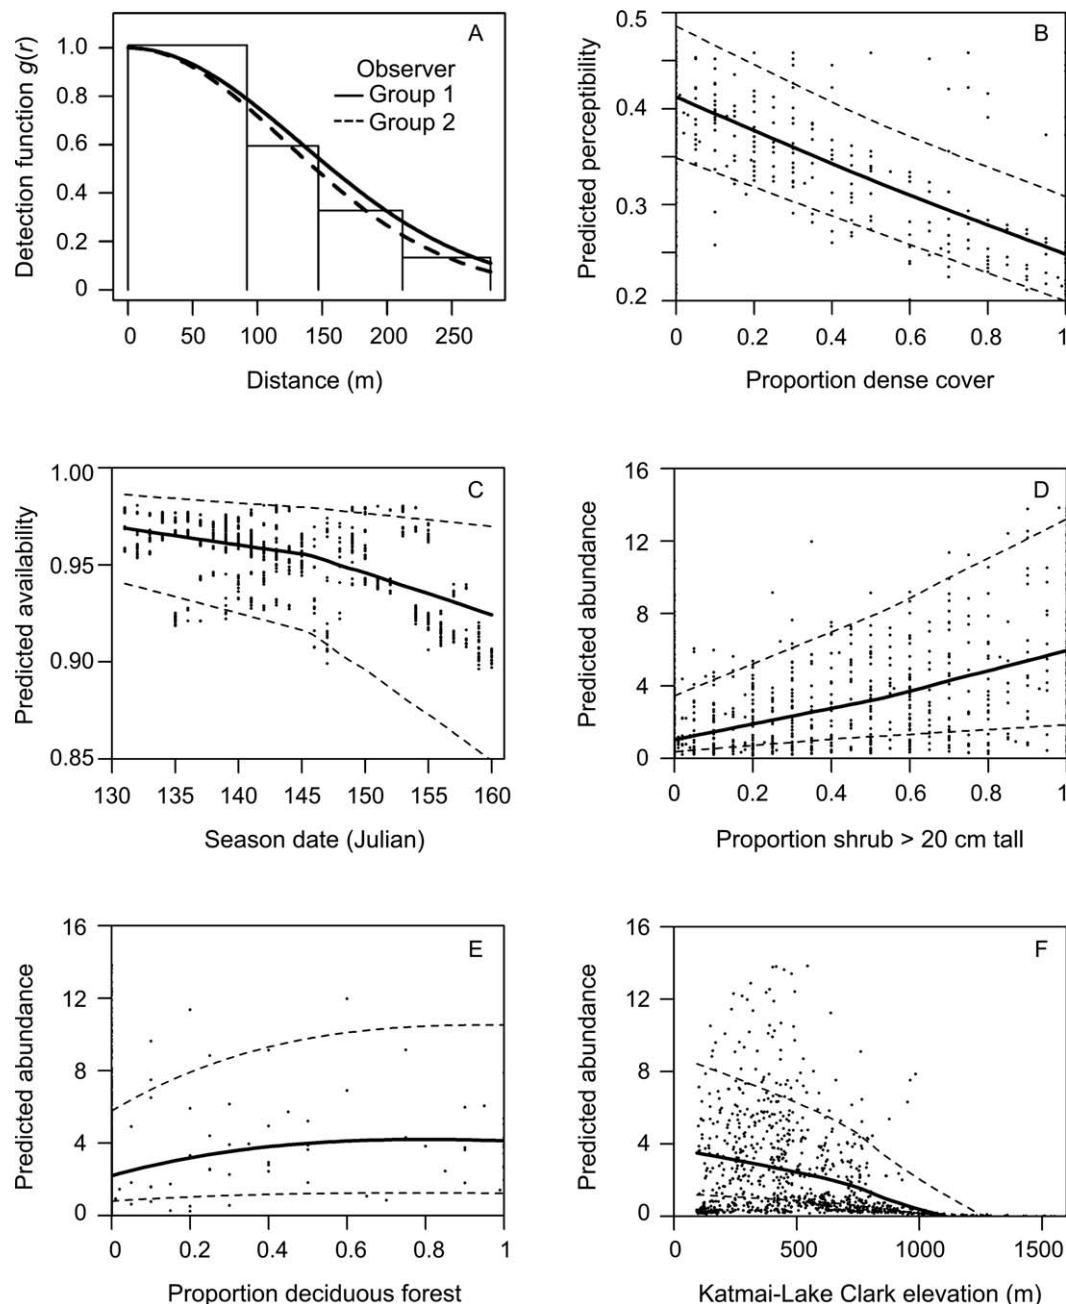 A
Detection function g(r)
1.0
0.8
0.6
0.4
0.2
0
Observer
Group 1
Group 2
0 50 100 150 200 250
Distance (m)
B
Predicted perceptibility
0.5
0.4
0.3
0.2
0 0.2 0.4 0.6 0.8 1
Proportion dense cover
C
Predicted availability
1.00
0.95
0.90
0.85
130 135 140 145 150 155 160
Season date (Julian)
D
Predicted abundance
16
12
8
4
0
0 0.2 0.4 0.6 0.8 1
Proportion shrub > 20 cm tall
E
Predicted abundance
16
12
8
4
0
0 0.2 0.4 0.6 0.8 1
Proportion deciduous forest
F
Predicted abundance
16
12
8
4
0
0 500 1000 1500
Katmai-Lake Clark elevation (m)